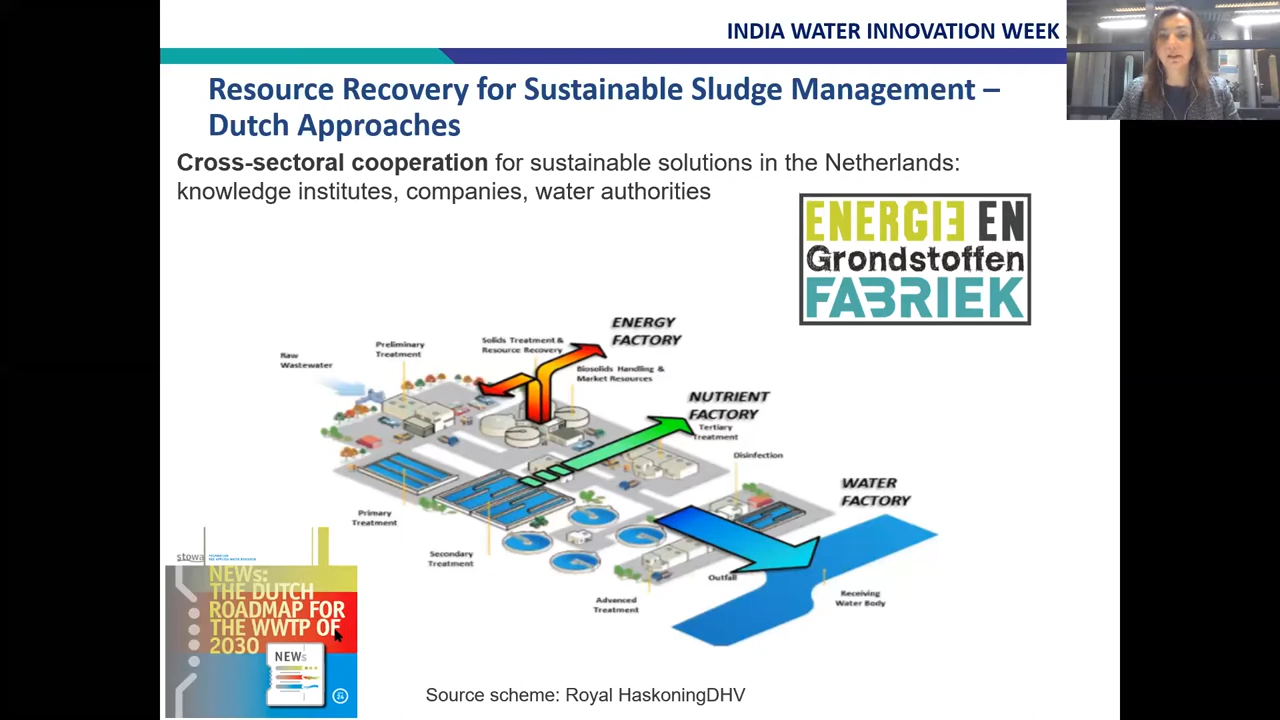 INDIA WATER INNOVATION WEEK
Resource Recovery for Sustainable Sludge Management –
Dutch Approaches
Cross-sectoral cooperation for sustainable solutions in the Netherlands:
knowledge institutes, companies, water authorities
ENERGIE EN
Grondstoffen
FABRIEK
ENERGY
FACTORY
Solids Treatment &
Resource Recovery
Preliminary
Treatment
Raw
Wastewater
Biosolids Handling &
Market Resources
NUTRIENT
FACTORY
Tertiary
Treatment
Disinfection
WATER
FACTORY
Primary
Treatment
Secondary
Treatment
Outfall
Advanced
Treatment
Receiving
Water Body
stowa
NEWs:
THE DUTCH
ROADMAP FOR
THE WWTP OF
2030
NEWs
Source scheme: Royal HaskoningDHV